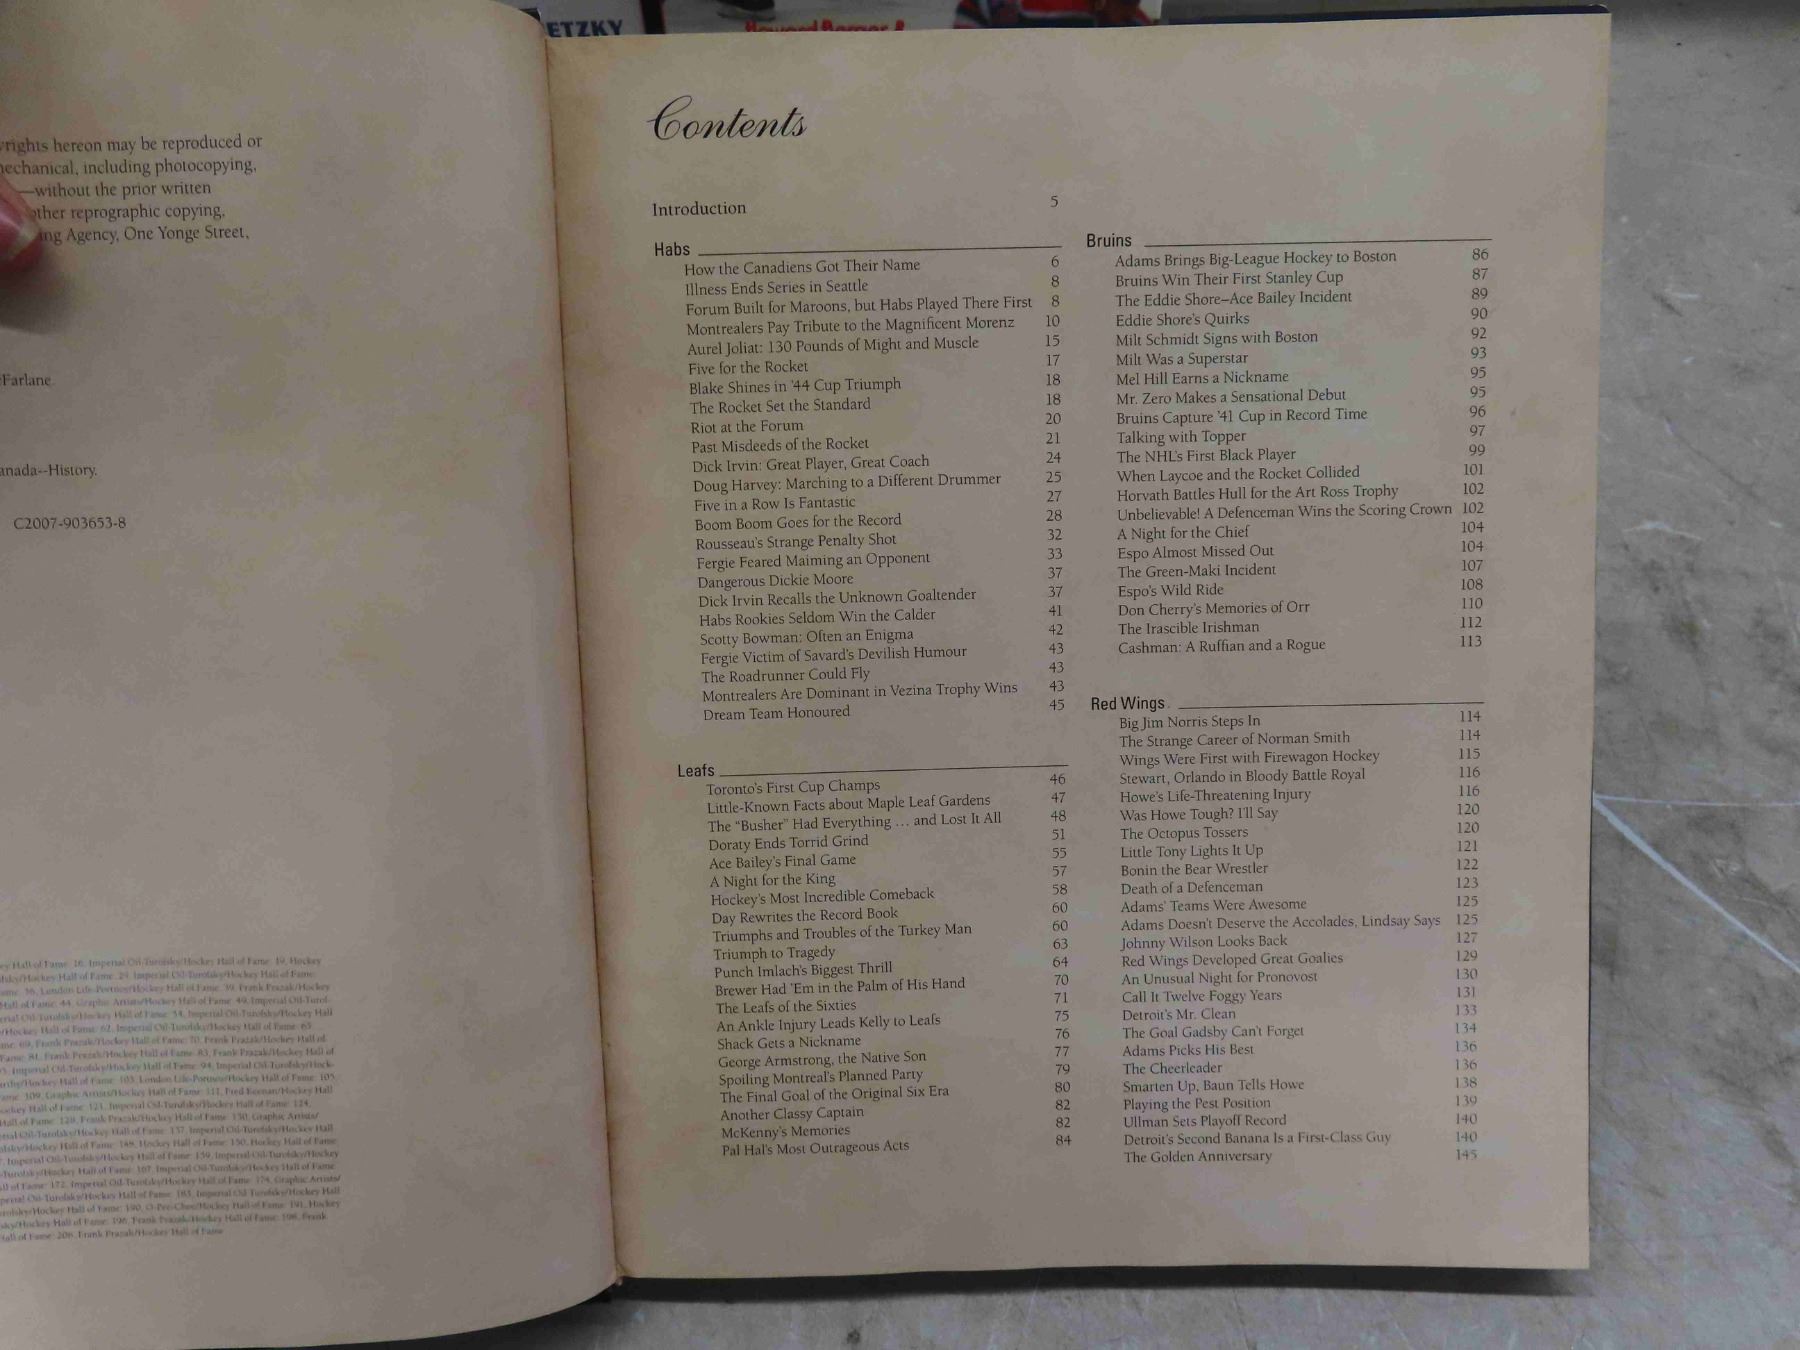 ETZKY
Howard Berger &
rights hereon may be reproduced or
mechanical, including photocopying,
—without the prior written
other reprographic copying,
ing Agency, One Yonge Street,
Farlane.
anada--History.
C2007-903653-8
Contents
Introduction 5
Habs
How the Canadiens Got Their Name 6
Illness Ends Series in Seattle 8
Forum Built for Maroons, but Habs Played There First 8
Montrealers Pay Tribute to the Magnificent Morenz 10
Aurel Joliat: 130 Pounds of Might and Muscle 15
Five for the Rocket 17
Blake Shines in '44 Cup Triumph 18
The Rocket Set the Standard 18
Riot at the Forum 20
Past Misdeeds of the Rocket 21
Dick Irvin: Great Player, Great Coach 24
Doug Harvey: Marching to a Different Drummer 25
Five in a Row Is Fantastic 27
Boom Boom Goes for the Record 28
Rousseau's Strange Penalty Shot 32
Fergie Feared Maiming an Opponent 33
Dangerous Dickie Moore 37
Dick Irvin Recalls the Unknown Goaltender 37
Habs Rookies Seldom Win the Calder 41
Scotty Bowman: Often an Enigma 42
Fergie Victim of Savard's Devilish Humour 43
The Roadrunner Could Fly 43
Montrealers Are Dominant in Vezina Trophy Wins 43
Dream Team Honoured 45
Leafs
Toronto's First Cup Champs 46
Little-Known Facts about Maple Leaf Gardens 47
The "Busher" Had Everything ... and Lost It All 48
Doraty Ends Torrid Grind 51
Ace Bailey's Final Game 55
A Night for the King 57
Hockey's Most Incredible Comeback 58
Day Rewrites the Record Book 60
Triumphs and Troubles of the Turkey Man 60
Triumph to Tragedy 63
Punch Imlach's Biggest Thrill 64
Brewer Had 'Em in the Palm of His Hand 70
The Leafs of the Sixties 71
An Ankle Injury Leads Kelly to Leafs 75
Shack Gets a Nickname 76
George Armstrong, the Native Son 77
Spoiling Montreal's Planned Party 79
The Final Goal of the Original Six Era 80
Another Classy Captain 82
McKenny's Memories 82
Pal Hal's Most Outrageous Acts 84
Bruins
Adams Brings Big-League Hockey to Boston 86
Bruins Win Their First Stanley Cup 87
The Eddie Shore–Ace Bailey Incident 89
Eddie Shore's Quirks 90
Milt Schmidt Signs with Boston 92
Milt Was a Superstar 93
Mel Hill Earns a Nickname 95
Mr. Zero Makes a Sensational Debut 95
Bruins Capture '41 Cup in Record Time 96
Talking with Topper 97
The NHL's First Black Player 99
When Laycoe and the Rocket Collided 101
Horvath Battles Hull for the Art Ross Trophy 102
Unbelievable! A Defenceman Wins the Scoring Crown 102
A Night for the Chief 104
Espo Almost Missed Out 104
The Green-Maki Incident 107
Espo's Wild Ride 108
Don Cherry's Memories of Orr 110
The Irascible Irishman 112
Cashman: A Ruffian and a Rogue 113
Red Wings
Big Jim Norris Steps In 114
The Strange Career of Norman Smith 114
Wings Were First with Firewagon Hockey 115
Stewart, Orlando in Bloody Battle Royal 116
Howe's Life-Threatening Injury 116
Was Howe Tough? I'll Say 120
The Octopus Tossers 120
Little Tony Lights It Up 121
Bonin the Bear Wrestler 122
Death of a Defenceman 123
Adams' Teams Were Awesome 125
Adams Doesn't Deserve the Accolades, Lindsay Says 125
Johnny Wilson Looks Back 127
Red Wings Developed Great Goalies 129
An Unusual Night for Pronovost 130
Call It Twelve Foggy Years 131
Detroit's Mr. Clean 133
The Goal Gadsby Can't Forget 134
Adams Picks His Best 136
The Cheerleader 136
Smarten Up, Baun Tells Howe 138
Playing the Pest Position 139
Ullman Sets Playoff Record 140
Detroit's Second Banana Is a First-Class Guy 140
The Golden Anniversary 145